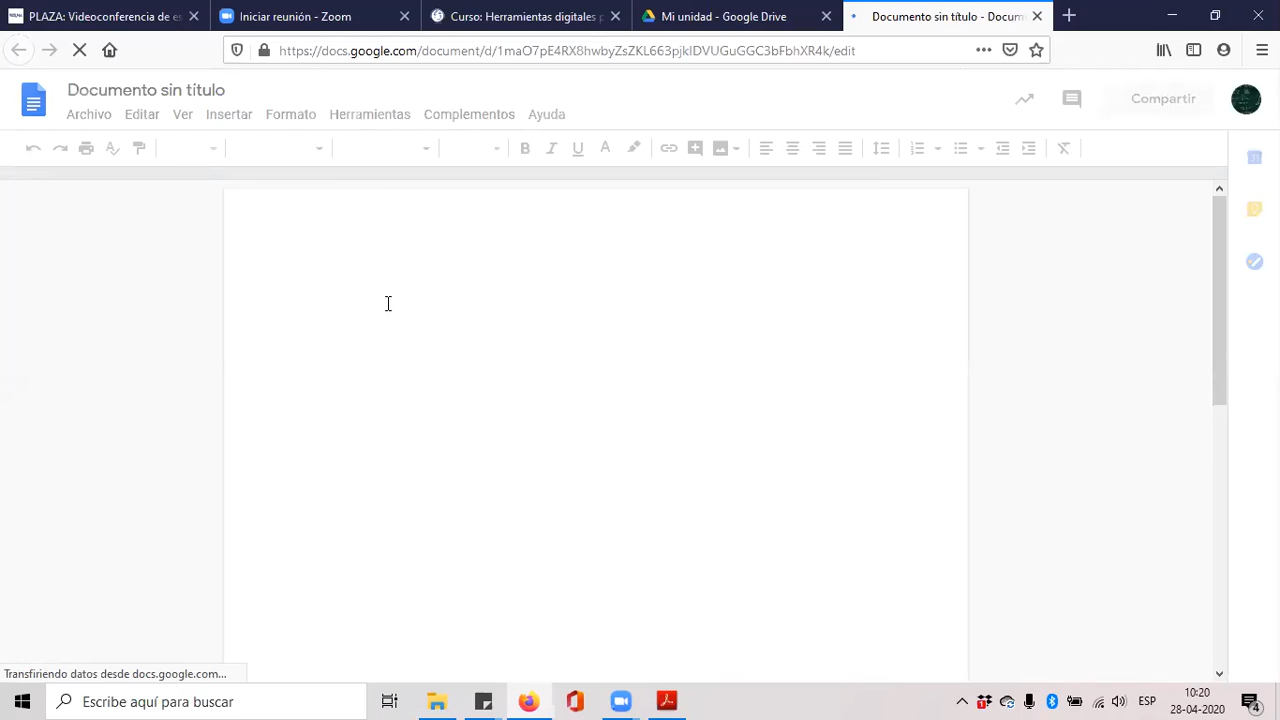 PLAZA: Videoconferencia de es
Iniciar reunión - Zoom
Curso: Herramientas digitales p
Mi unidad - Google Drive
Documento sin título - Docum
https://docs.google.com/document/d/1maO7pE4RX8hwbyZsZKL663pjkIDVUGuGGC3bFbhXR4k/edit
Documento sin título
Archivo Editar Ver Insertar Formato Herramientas Complementos Ayuda
Compartir
Transfiriendo datos desde docs.google.com...
Escribe aquí para buscar
ESP
10:20
28-04-2020
4